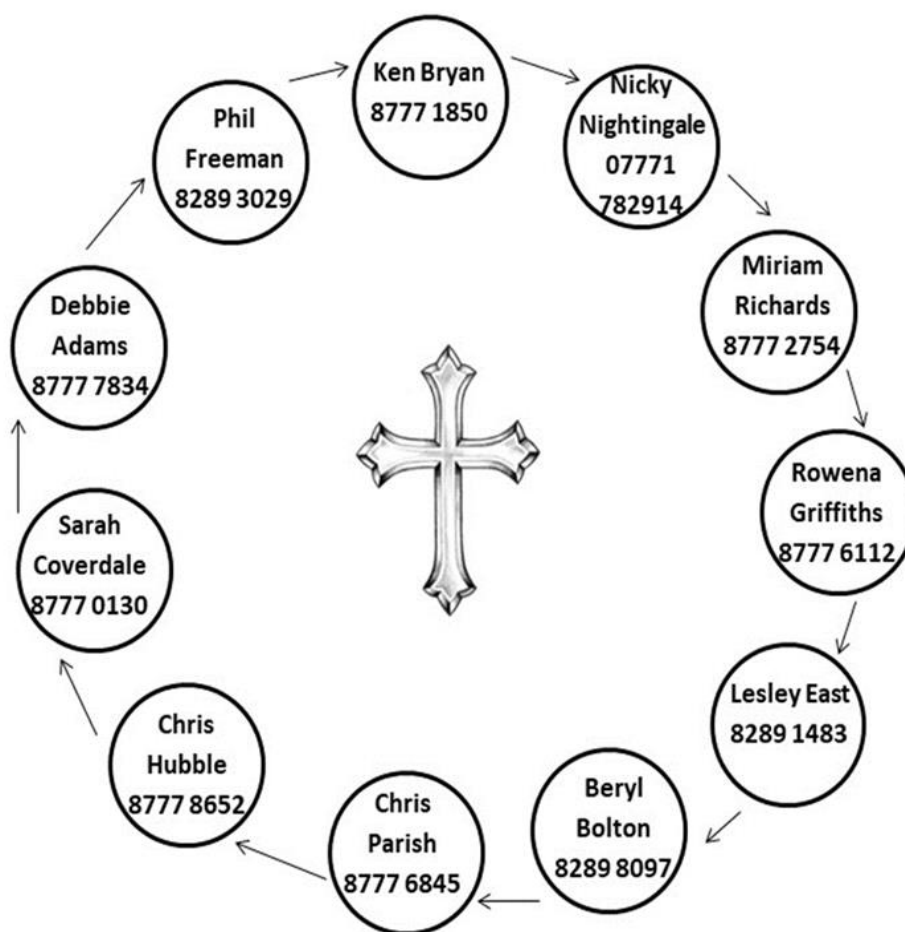 Ken Bryan
8777 1850
Nicky
Nightingale
07771
782914
Miriam
Richards
8777 2754
Rowena
Griffiths
8777 6112
Lesley East
8289 1483
Beryl
Bolton
8289 8097
Chris
Parish
8777 6845
Chris
Hubble
8777 8652
Sarah
Coverdale
8777 0130
Debbie
Adams
8777 7834
Phil
Freeman
8289 3029